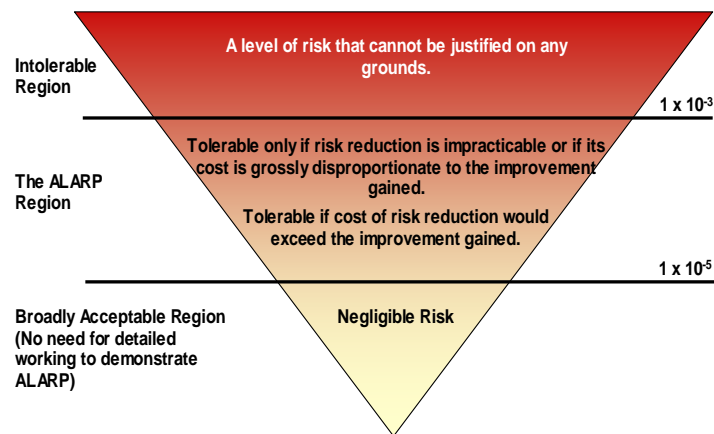 A level of risk that cannot be justified on any
grounds.
Intolerable
Region
1 x 10⁻³
Tolerable only if risk reduction is impracticable or if its
cost is grossly disproportionate to the improvement
gained.
The ALARP
Region
Tolerable if cost of risk reduction would
exceed the improvement gained.
1 x 10⁻⁵
Broadly Acceptable Region
(No need for detailed
working to demonstrate
ALARP)
Negligible Risk